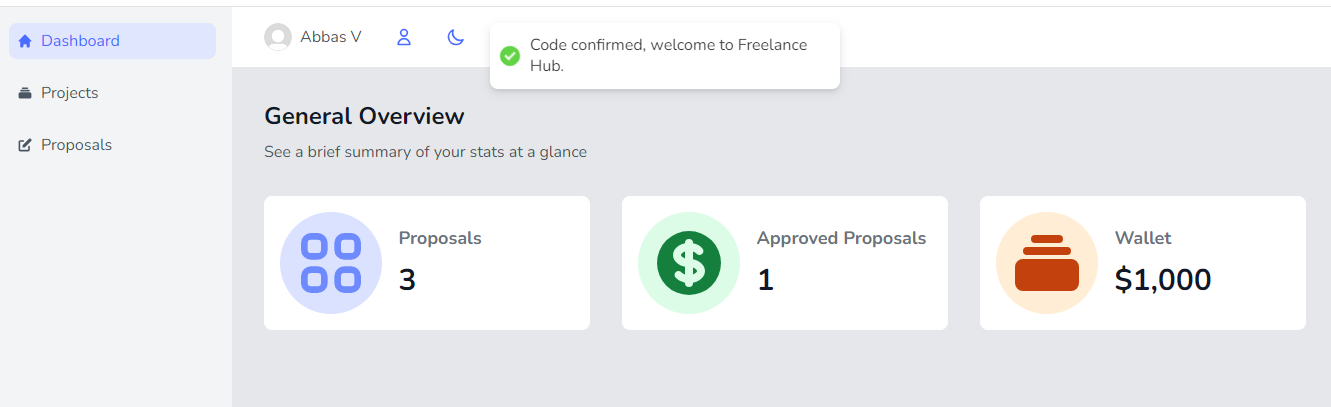 Dashboard
Projects
Proposals
Abbas V
Code confirmed, welcome to Freelance
Hub.
General Overview
See a brief summary of your stats at a glance
Proposals
3
Approved Proposals
1
Wallet
$1,000